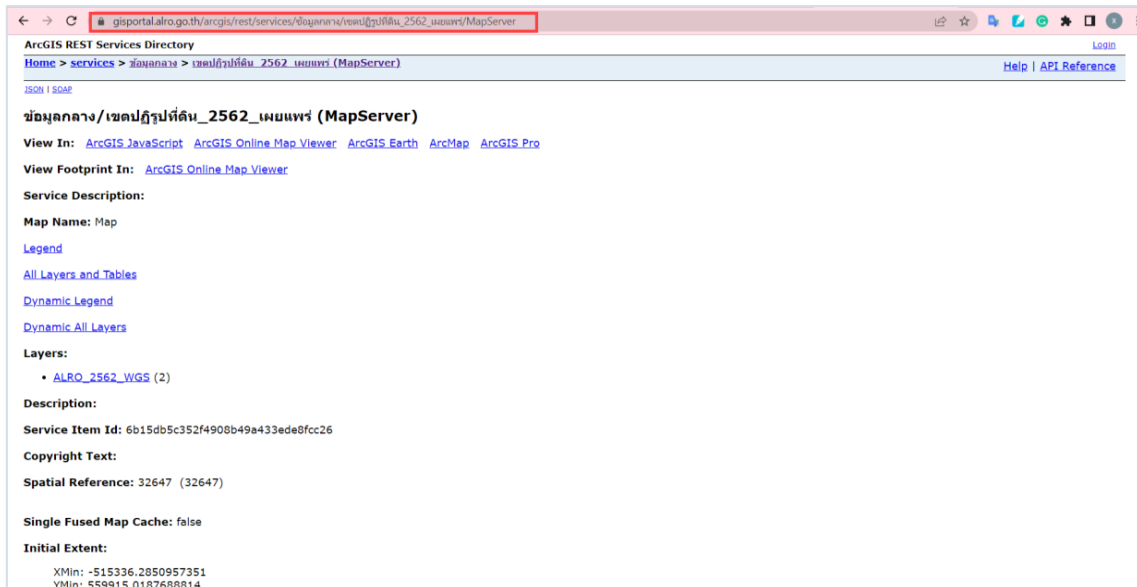 gisportal.alro.go.th/arcgis/rest/services/ข้อมูลกลาง/เขตปฏิรูปที่ดิน_2562_เผยแพร่/MapServer
ArcGIS REST Services Directory
Login
Home > services > ข้อมูลกลาง > เขตปฏิรูปที่ดิน_2562_เผยแพร่ (MapServer)
Help | API Reference
JSON | SOAP
ข้อมูลกลาง/เขตปฏิรูปที่ดิน_2562_เผยแพร่ (MapServer)
View In: ArcGIS JavaScript ArcGIS Online Map Viewer ArcGIS Earth ArcMap ArcGIS Pro
View Footprint In: ArcGIS Online Map Viewer
Service Description:
Map Name: Map
Legend
All Layers and Tables
Dynamic Legend
Dynamic All Layers
Layers:
• ALRO_2562_WGS (2)
Description:
Service Item Id: 6b15db5c352f4908b49a433ede8fcc26
Copyright Text:
Spatial Reference: 32647 (32647)
Single Fused Map Cache: false
Initial Extent:
XMin: -515336.2850957351
YMin: 559915.0187688814